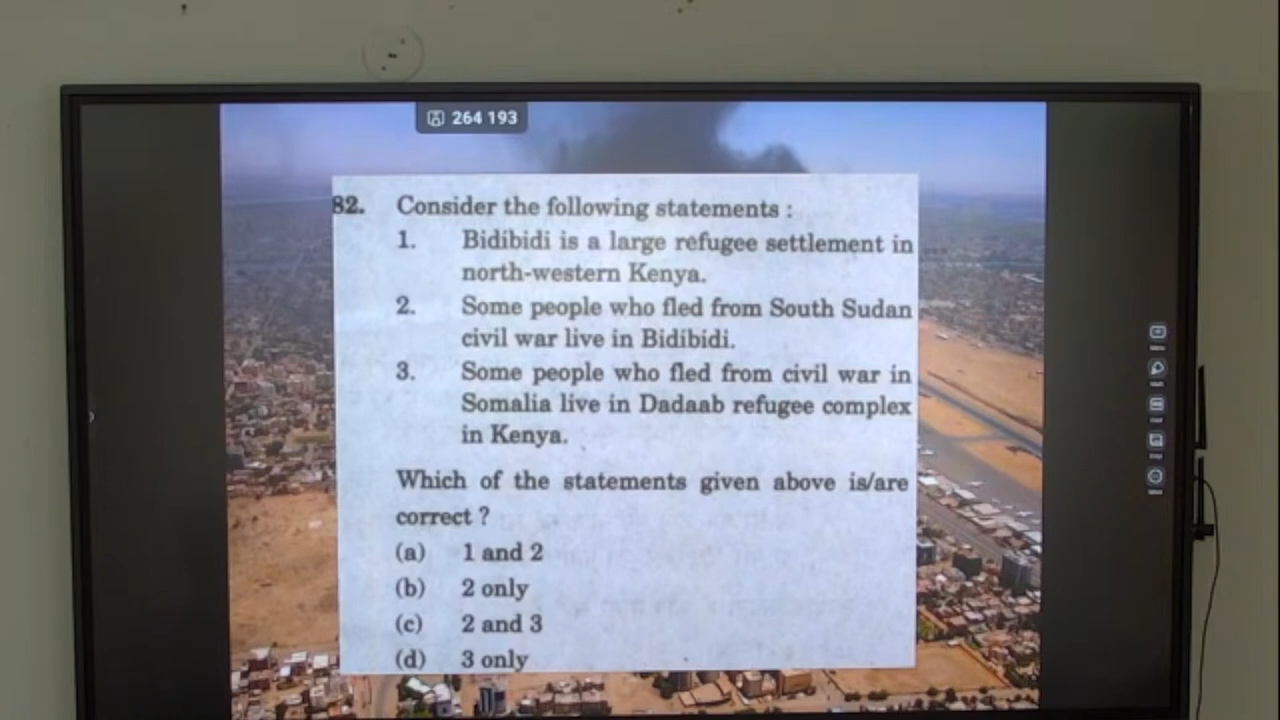 264 193
82. Consider the following statements :
1. Bidibidi is a large refugee settlement in
north-western Kenya.
2. Some people who fled from South Sudan
civil war live in Bidibidi.
3. Some people who fled from civil war in
Somalia live in Dadaab refugee complex
in Kenya.
Which of the statements given above is/are
correct ?
(a) 1 and 2
(b) 2 only
(c) 2 and 3
(d) 3 only